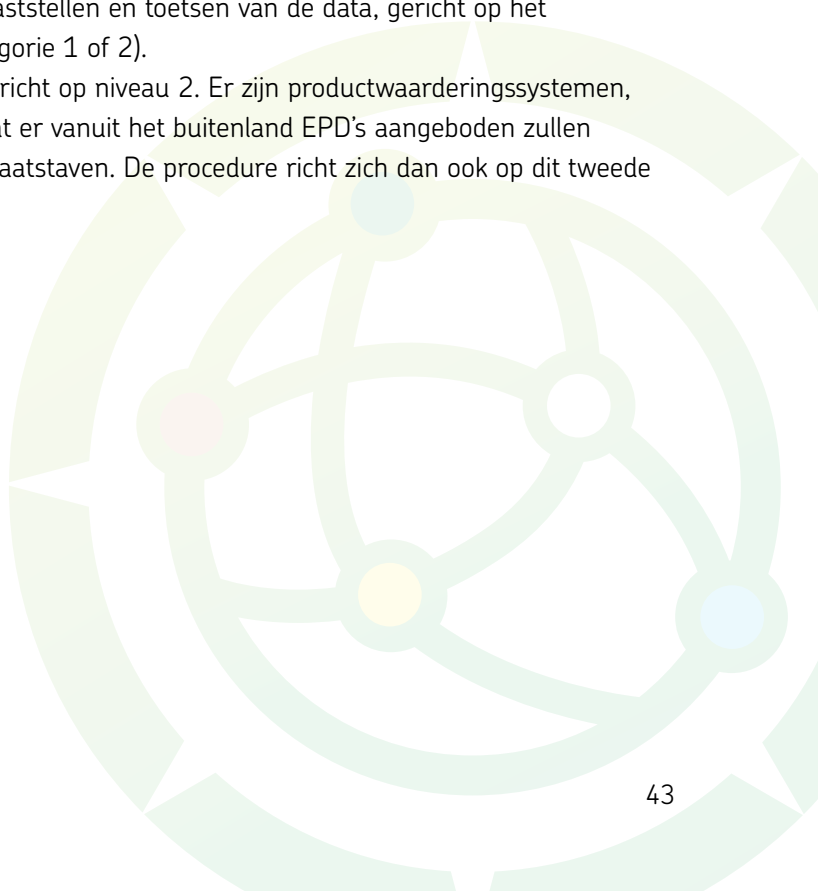 aststellen en toetsen van de data, gericht op het
gorie 1 of 2).
richt op niveau 2. Er zijn productwaarderingssystemen,
at er vanuit het buitenland EPD’s aangeboden zullen
aatstaven. De procedure richt zich dan ook op dit tweede
43